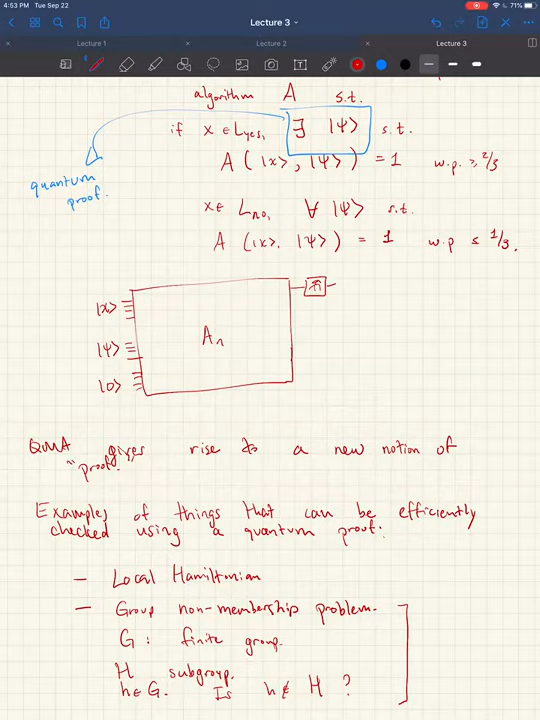 4:53 PM Tue Sep 22
71%
Lecture 3
Lecture 1
Lecture 2
Lecture 3
algorithm A s.t.
if x ∈ Lyes, ∃ |ψ> s.t.
A ( |x>, |ψ> ) = 1 w.p. ≥ 2/3
quantum
proof.
x ∈ Lno, ∀ |ψ> s.t.
A ( |x>, |ψ> ) = 1 w.p ≤ 1/3.
|x>
An
|ψ>
|0>
QMA gives rise to a new notion of
"proof."
Examples of things that can be efficiently
checked using a quantum proof:
- Local Hamiltonian
- Group non-membership problem.
G: finite group.
H subgroup.
h ∈ G. Is h ∉ H ?